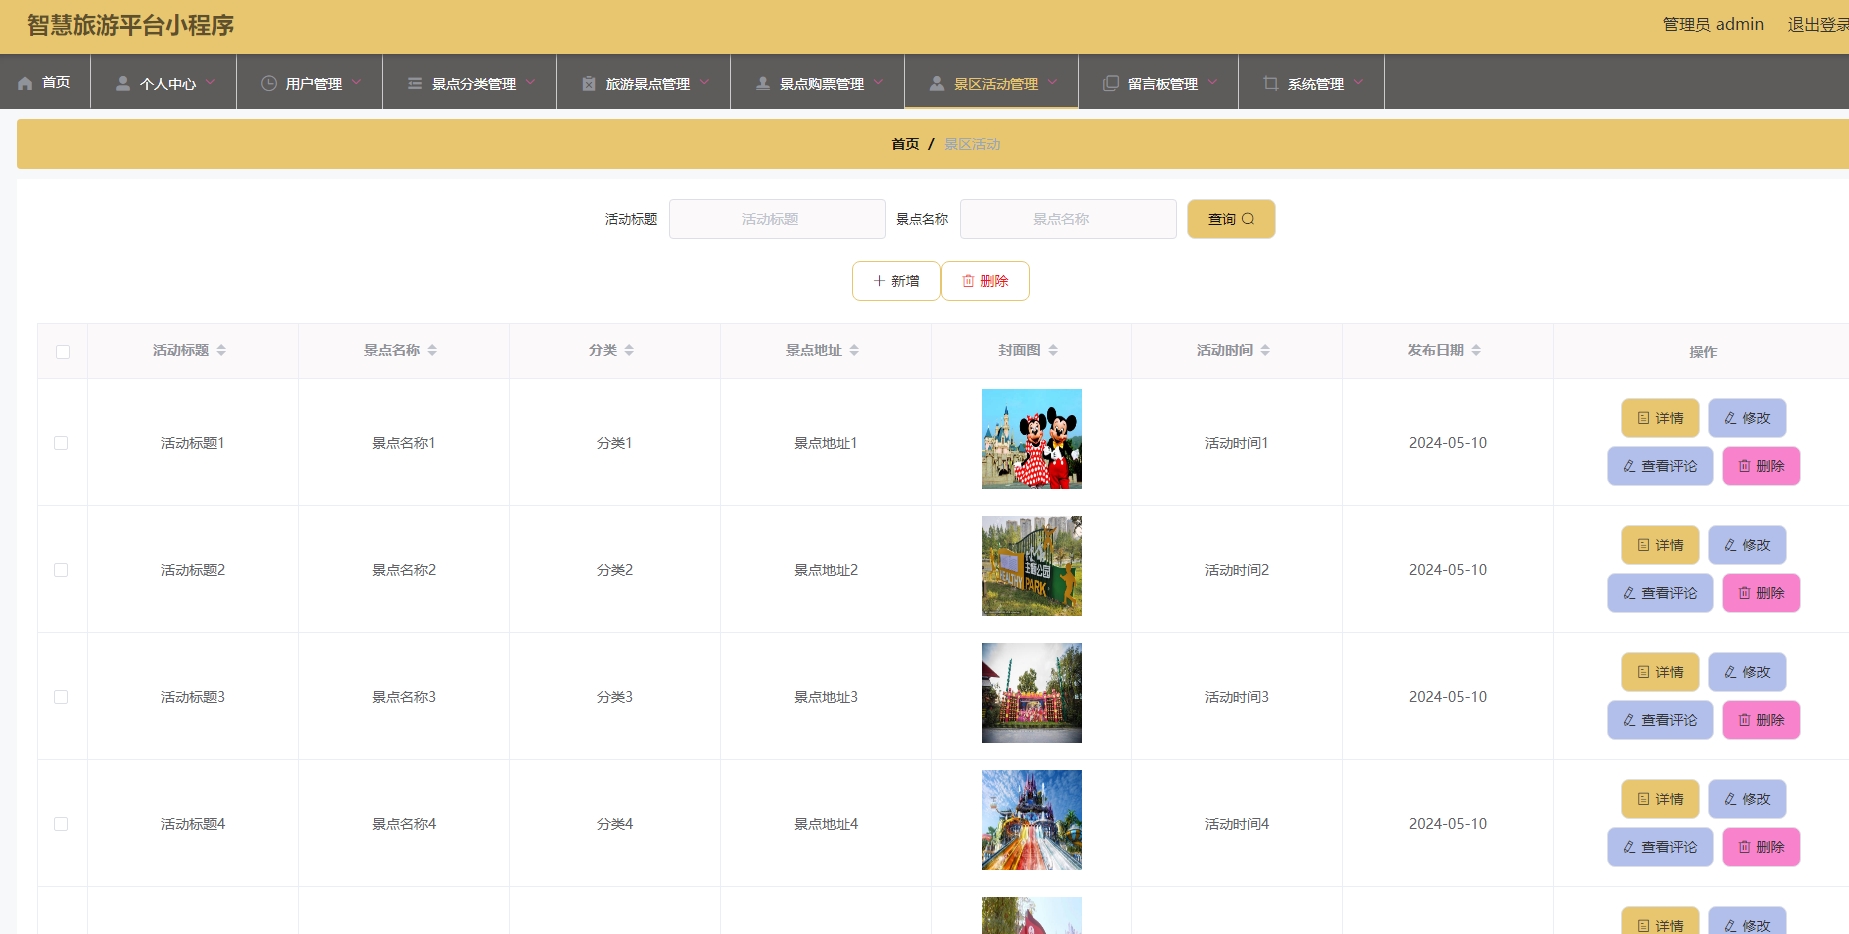 智慧旅游平台小程序
管理员 admin 退出登录
首页 个人中心 用户管理 景点分类管理 旅游景点管理 景点购票管理 景区活动管理 留言板管理 系统管理
首页 / 景区活动
活动标题 活动标题 景点名称 景点名称 查询
新增 删除
活动标题 景点名称 分类 景点地址 封面图 活动时间 发布日期 操作
活动标题1 景点名称1 分类1 景点地址1 活动时间1 2024-05-10 详情 修改
查看评论 删除
活动标题2 景点名称2 分类2 景点地址2 主题公园 HEALTHY PARK 活动时间2 2024-05-10 详情 修改
查看评论 删除
活动标题3 景点名称3 分类3 景点地址3 活动时间3 2024-05-10 详情 修改
查看评论 删除
活动标题4 景点名称4 分类4 景点地址4 活动时间4 2024-05-10 详情 修改
查看评论 删除
详情 修改